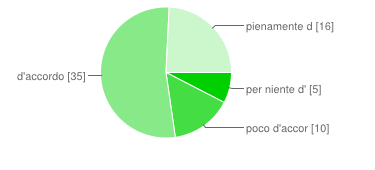 pienamente d [16]
d'accordo [35]
per niente d' [5]
poco d'accor [10]